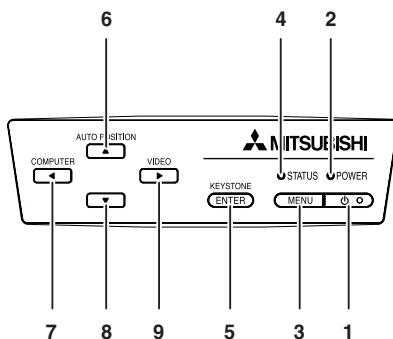 6 4 2
AUTO POSITION
MITSUBISHI
COMPUTER VIDEO
STATUS POWER
KEYSTONE
ENTER MENU
7 8 9 5 3 1